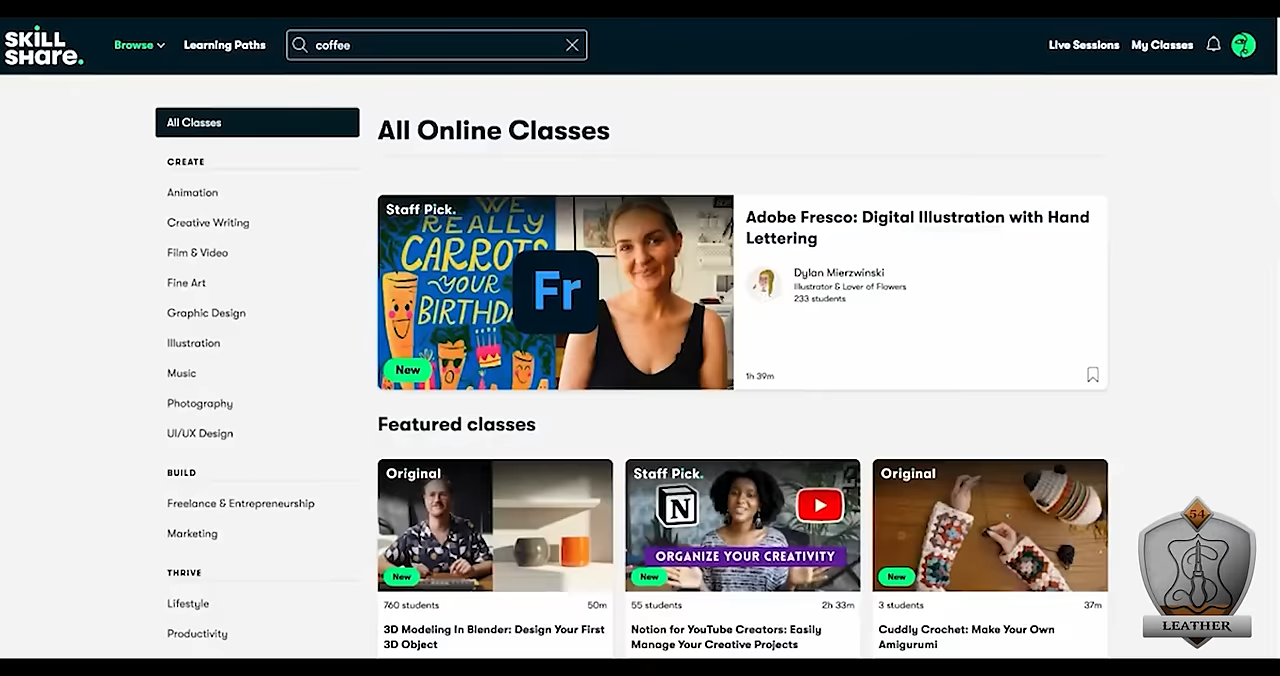 SKILL
SHARE.
Browse
Learning Paths
coffee
Live Sessions
My Classes
All Classes
CREATE
Animation
Creative Writing
Film & Video
Fine Art
Graphic Design
Illustration
Music
Photography
UI/UX Design
BUILD
Freelance & Entrepreneurship
Marketing
THRIVE
Lifestyle
Productivity
All Online Classes
Staff Pick.
WE
REALLY
CARROTS
YOUR
BIRTHD
Fr
New
Adobe Fresco: Digital Illustration with Hand
Lettering
Dylan Mierzwinski
Illustrator & Lover of Flowers
233 students
1h 39m
Featured classes
Original
New
760 students
50m
3D Modeling In Blender: Design Your First
3D Object
Staff Pick.
N
ORGANIZE YOUR CREATIVITY
New
55 students
2h 33m
Notion for YouTube Creators: Easily
Manage Your Creative Projects
Original
New
3 students
37m
Cuddly Crochet: Make Your Own
Amigurumi
54
LEATHER